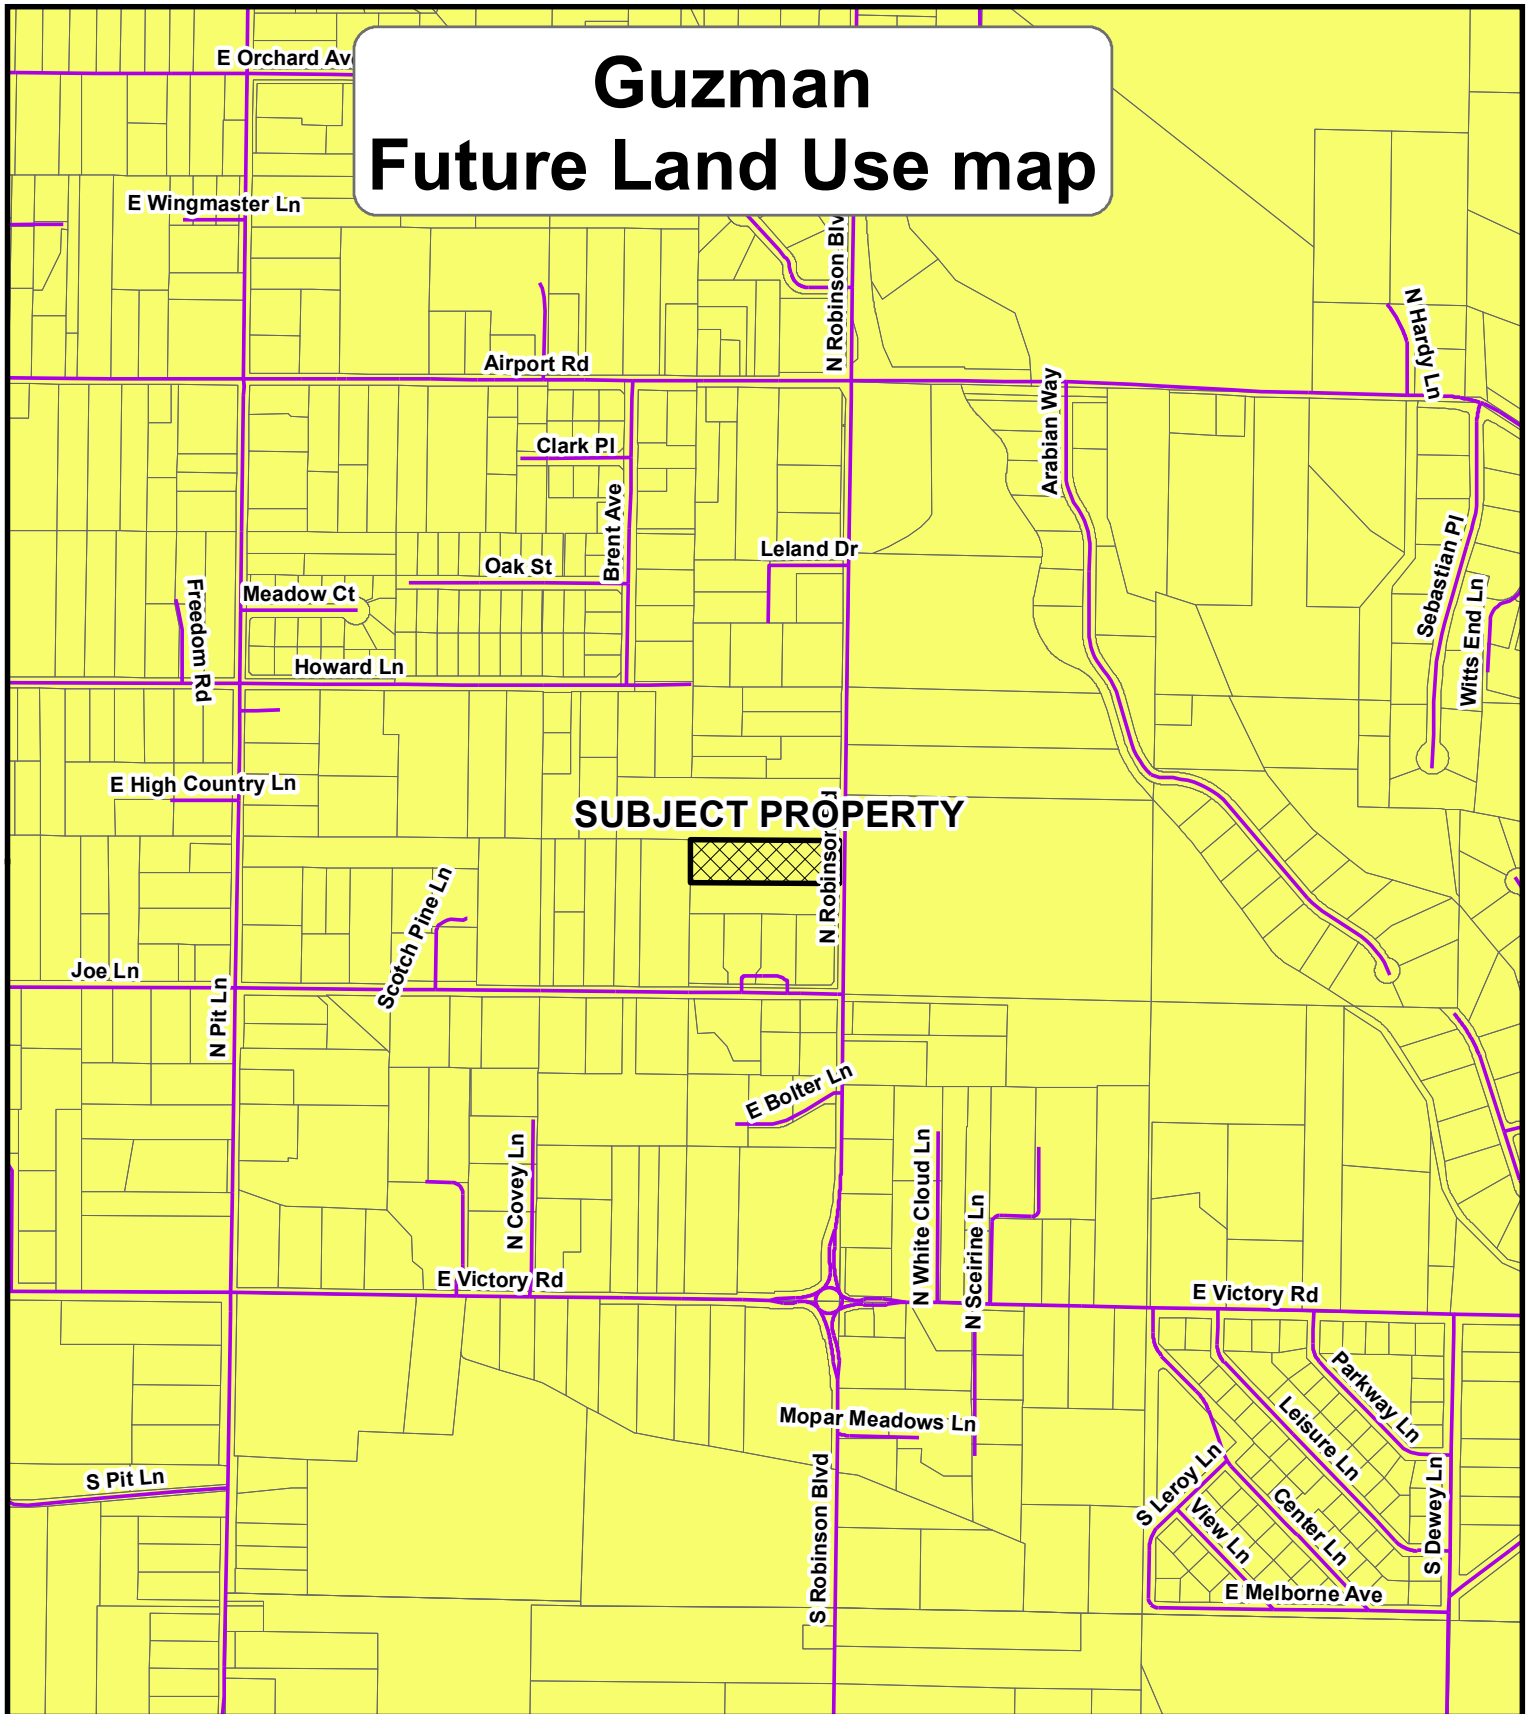 E Orchard Av
Guzman
Future Land Use map
E Wingmaster Ln
N Robinson Blv
N Hardy Ln
Airport Rd
Arabian Way
Clark Pl
Brent Ave
Sebastian Pl
Leland Dr
Oak St
Freedom Rd
Meadow Ct
Witts End Ln
Howard Ln
E High Country Ln
SUBJECT PROPERTY
N Robinson
Scotch Pine Ln
Joe Ln
N Pit Ln
E Bolter Ln
N Covey Ln
N White Cloud Ln
N Sceirine Ln
E Victory Rd
E Victory Rd
Parkway Ln
Mopar Meadows Ln
Leisure Ln
S Pit Ln
S Robinson Blvd
S Leroy Ln
View Ln
Center Ln
S Dewey Ln
E Melborne Ave